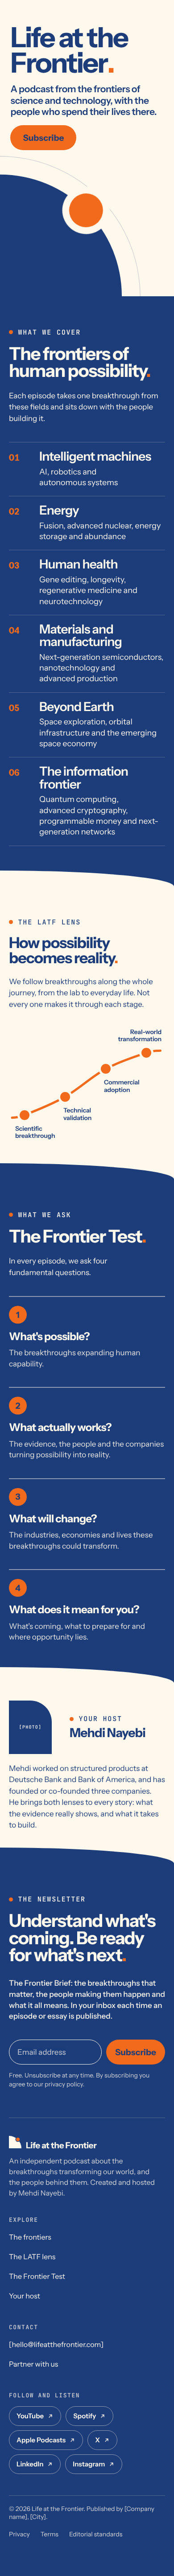 Life at the
Frontier.
A podcast from the frontiers of
science and technology, with the
people who spend their lives there.
Subscribe
WHAT WE COVER
The frontiers of
human possibility.
Each episode takes one breakthrough from
these fields and sits down with the people
building it.
01
Intelligent machines
AI, robotics and
autonomous systems
02
Energy
Fusion, advanced nuclear, energy
storage and abundance
03
Human health
Gene editing, longevity,
regenerative medicine and
neurotechnology
04
Materials and
manufacturing
Next-generation semiconductors,
nanotechnology and
advanced production
05
Beyond Earth
Space exploration, orbital
infrastructure and the emerging
space economy
06
The information
frontier
Quantum computing,
advanced cryptography,
programmable money and next-
generation networks
THE LATF LENS
How possibility
becomes reality.
We follow breakthroughs along the whole
journey, from the lab to everyday life. Not
every one makes it through each stage.
Real-world
transformation
Commercial
adoption
Technical
validation
Scientific
breakthrough
WHAT WE ASK
The Frontier Test.
In every episode, we ask four
fundamental questions.
1
What's possible?
The breakthroughs expanding human
capability.
2
What actually works?
The evidence, the people and the companies
turning possibility into reality.
3
What will change?
The industries, economies and lives these
breakthroughs could transform.
4
What does it mean for you?
What's coming, what to prepare for and
where opportunity lies.
[PHOTO]
YOUR HOST
Mehdi Nayebi
Mehdi worked on structured products at
Deutsche Bank and Bank of America, and has
founded or co-founded three companies.
He brings both lenses to every story: what
the evidence really shows, and what it takes
to build.
THE NEWSLETTER
Understand what's
coming. Be ready
for what's next.
The Frontier Brief: the breakthroughs that
matter, the people making them happen and
what it all means. In your inbox each time an
episode or essay is published.
Email address
Subscribe
Free. Unsubscribe at any time. By subscribing you
agree to our privacy policy.
Life at the Frontier
An independent podcast about the
breakthroughs transforming our world, and
the people behind them. Created and hosted
by Mehdi Nayebi.
EXPLORE
The frontiers
The LATF lens
The Frontier Test
Your host
CONTACT
[hello@lifeatthefrontier.com]
Partner with us
FOLLOW AND LISTEN
YouTube ↗ Spotify ↗
Apple Podcasts ↗ X ↗
LinkedIn ↗ Instagram ↗
© 2026 Life at the Frontier. Published by [Company
name], [City].
Privacy Terms Editorial standards